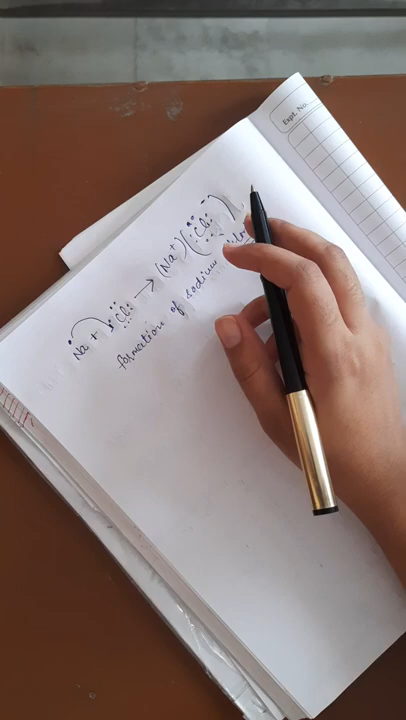 Na + Cl → (Na⁺)(Cl⁻)
formation of sodium
Expt. No.